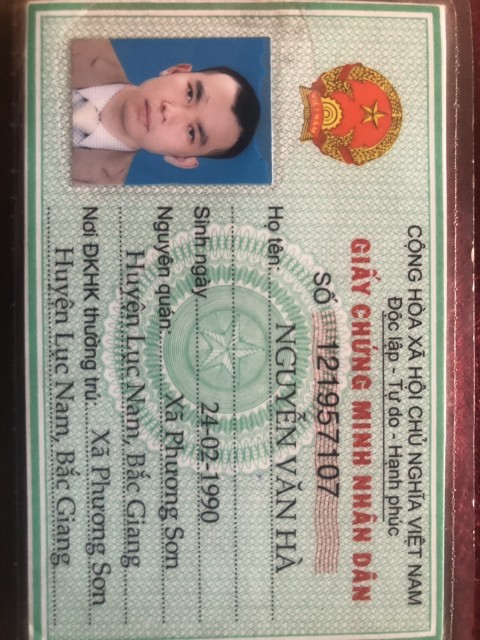 CỘNG HÒA XÃ HỘI CHỦ NGHĨA VIỆT NAM
Độc lập - Tự do - Hạnh phúc
GIẤY CHỨNG MINH NHÂN DÂN
SỐ 121957107
Họ tên: NGUYỄN VĂN HÀ
Sinh ngày 24-02-1990
Nguyên quán Xã Phương Sơn
Huyện Lục Nam, Bắc Giang
Nơi ĐKHK thường trú: Xã Phương Sơn
Huyện Lục Nam, Bắc Giang